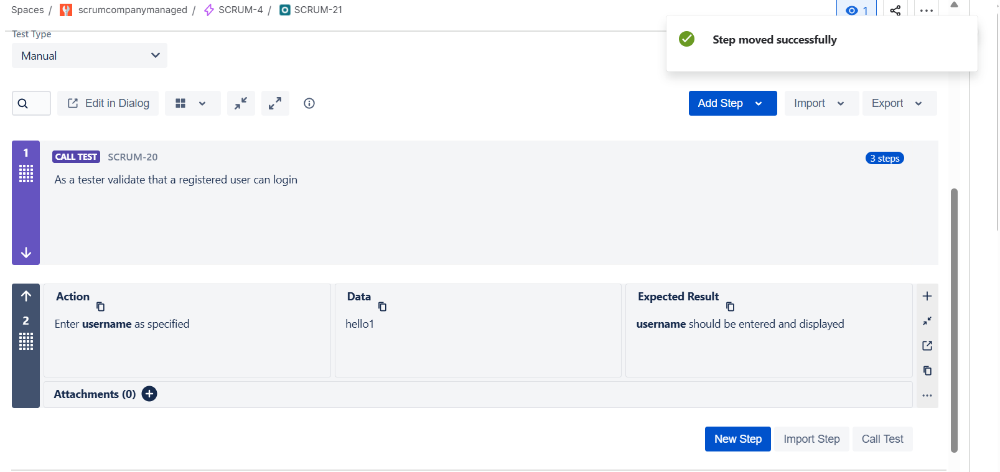 Spaces / scrumcompanymanaged / SCRUM-4 / SCRUM-21
1
Step moved successfully
Test Type
Manual
Edit in Dialog
Add Step
Import
Export
1
CALL TEST SCRUM-20
3 steps
As a tester validate that a registered user can login
2
Action
Enter username as specified
Data
hello1
Expected Result
username should be entered and displayed
Attachments (0)
New Step
Import Step
Call Test